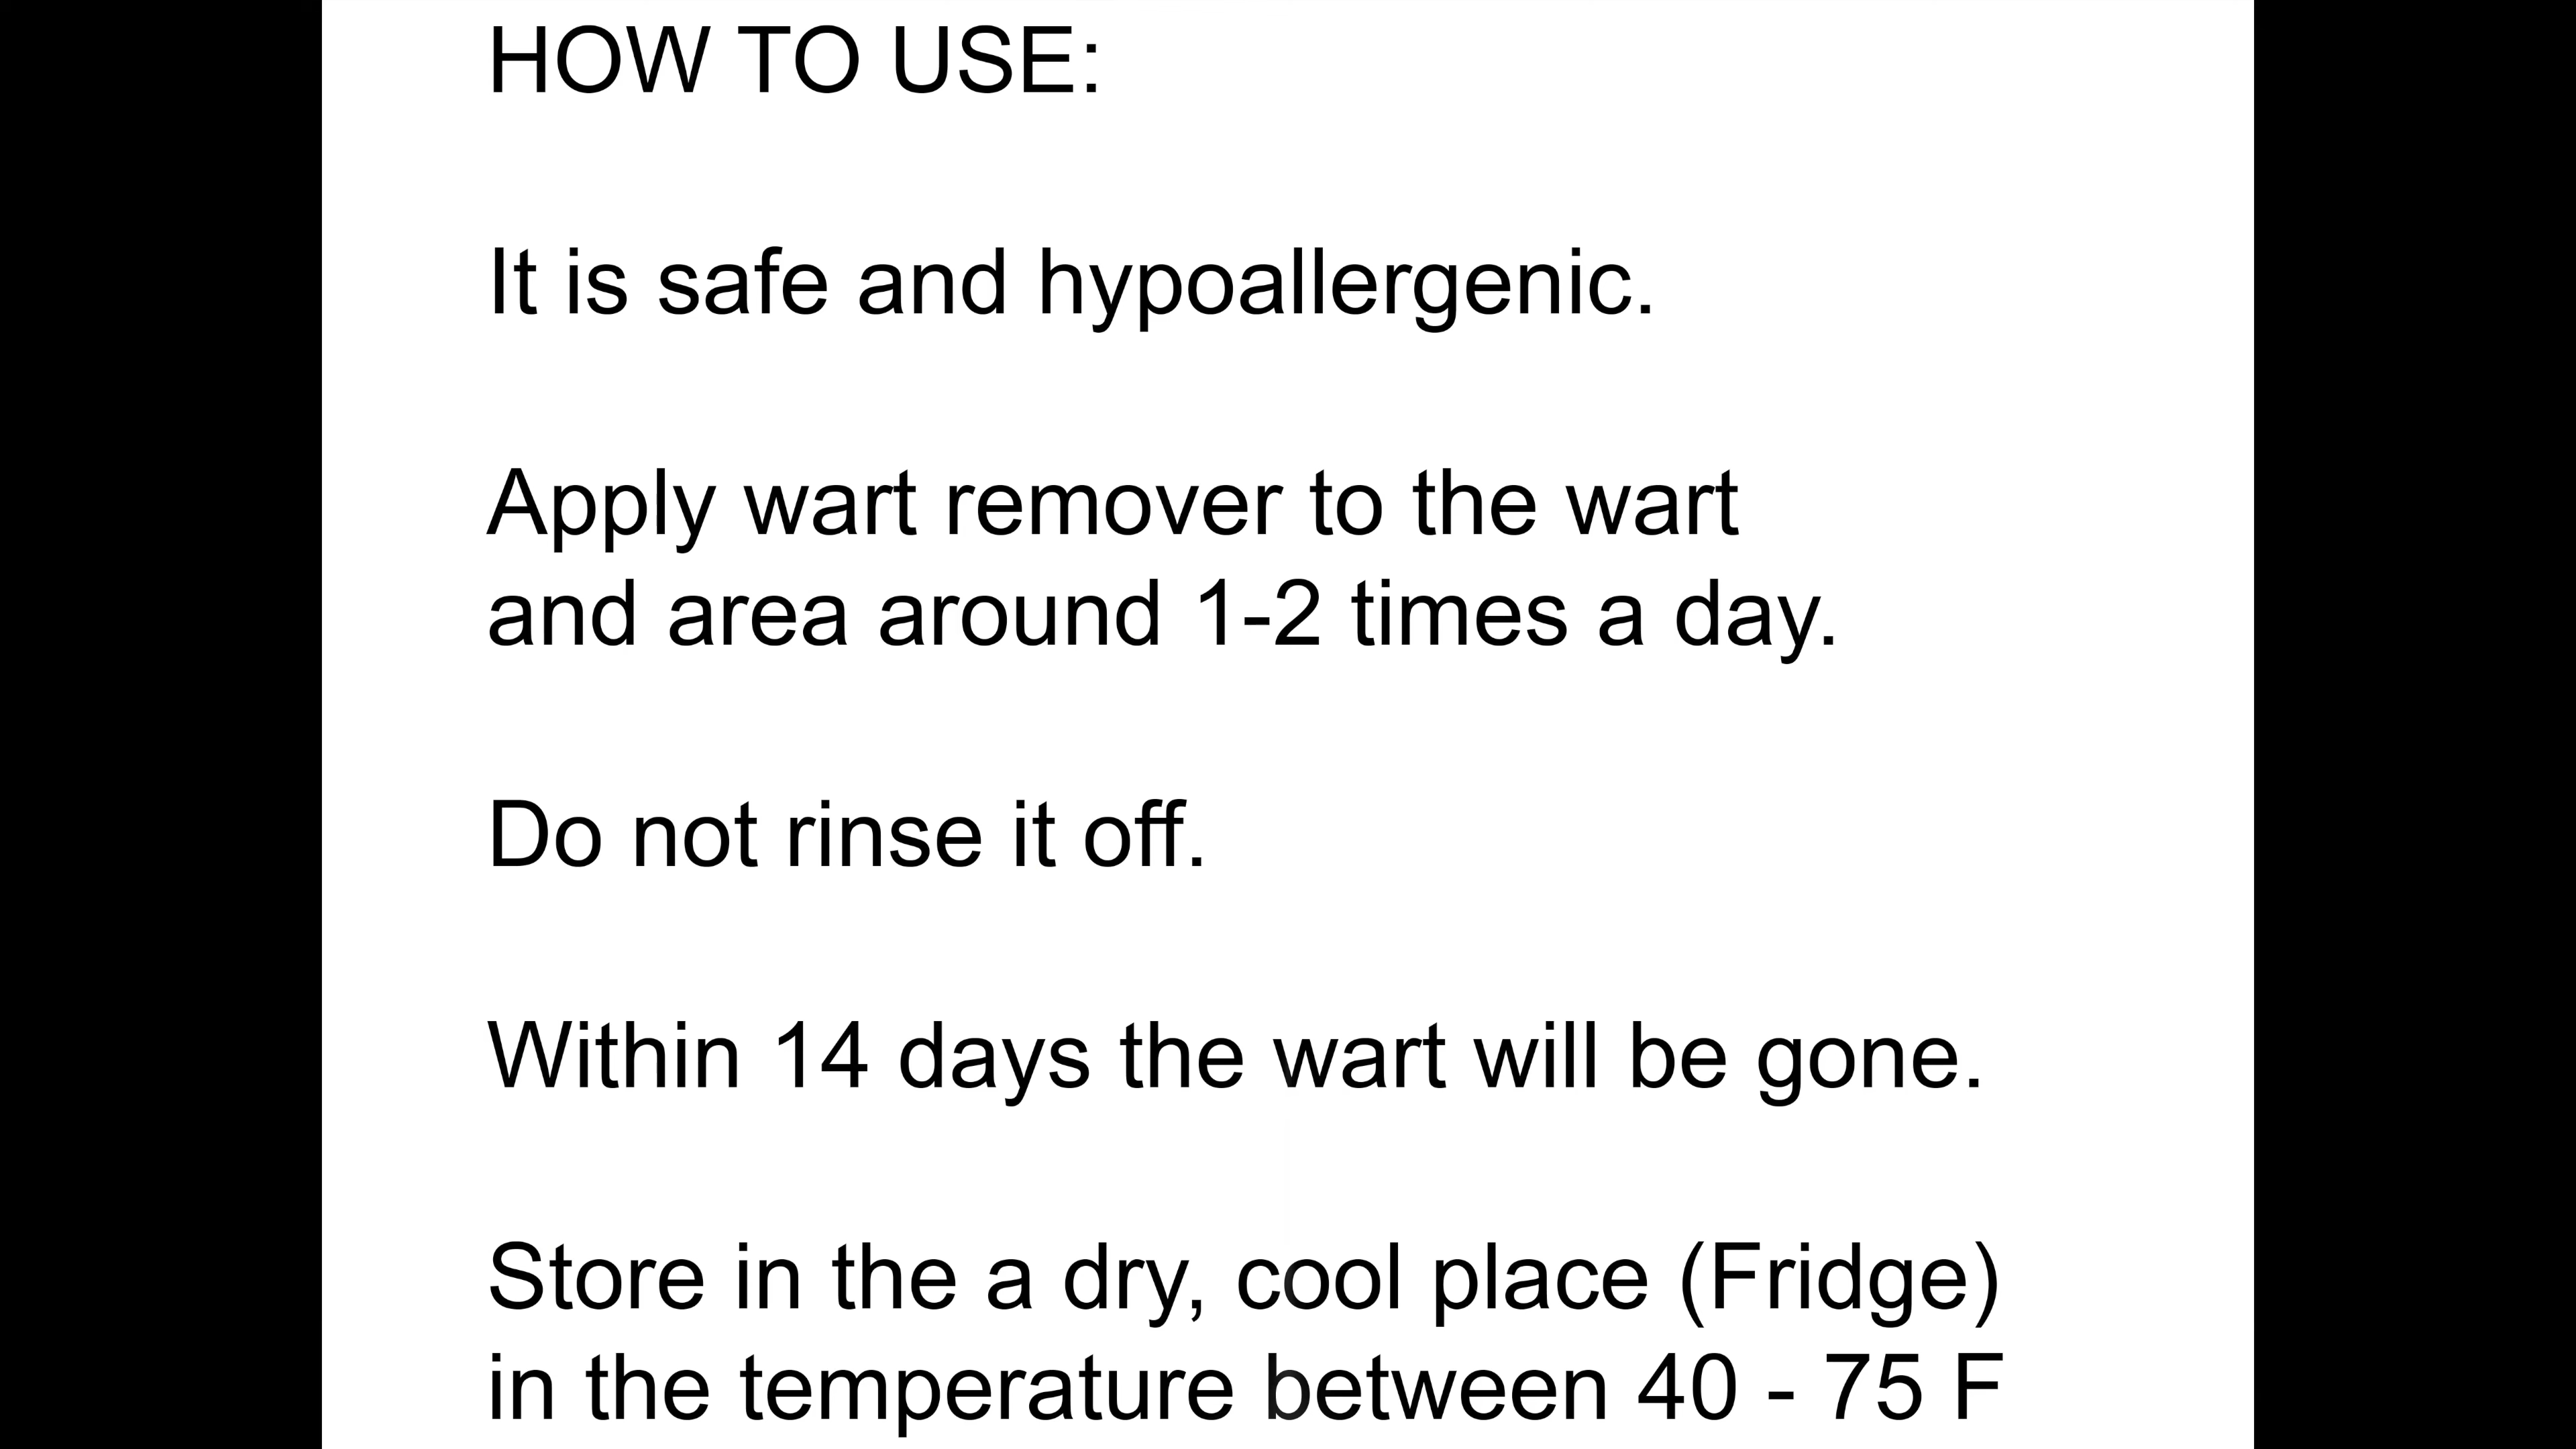 HOW TO USE:
It is safe and hypoallergenic.
Apply wart remover to the wart
and area around 1-2 times a day.
Do not rinse it off.
Within 14 days the wart will be gone.
Store in the a dry, cool place (Fridge)
in the temperature between 40 - 75 F